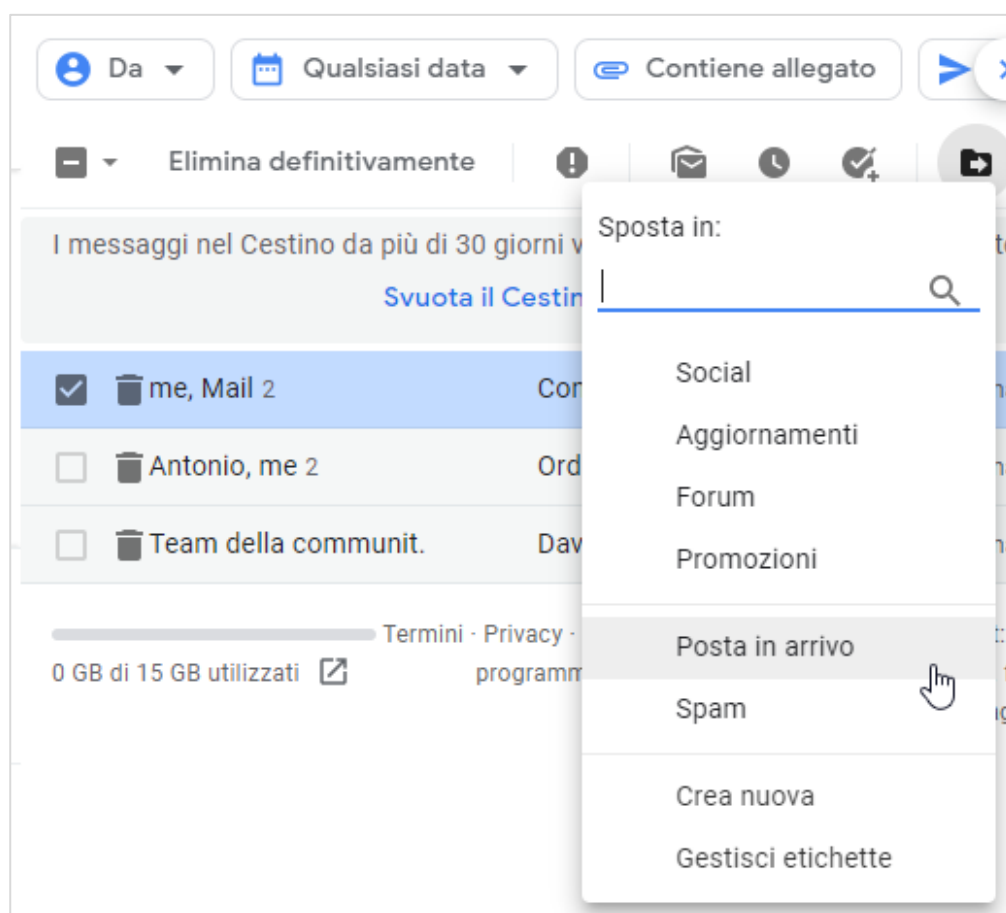 Da
Qualsiasi data
Contiene allegato
Elimina definitivamente
I messaggi nel Cestino da più di 30 giorni
Svuota il
me, Mail 2
Antonio, me 2
Team della communit.
Termini · Privacy ·
0 GB di 15 GB utilizzati
Sposta in:
Social
Aggiornamenti
Forum
Promozioni
Posta in arrivo
Spam
Crea nuova
Gestisci etichette